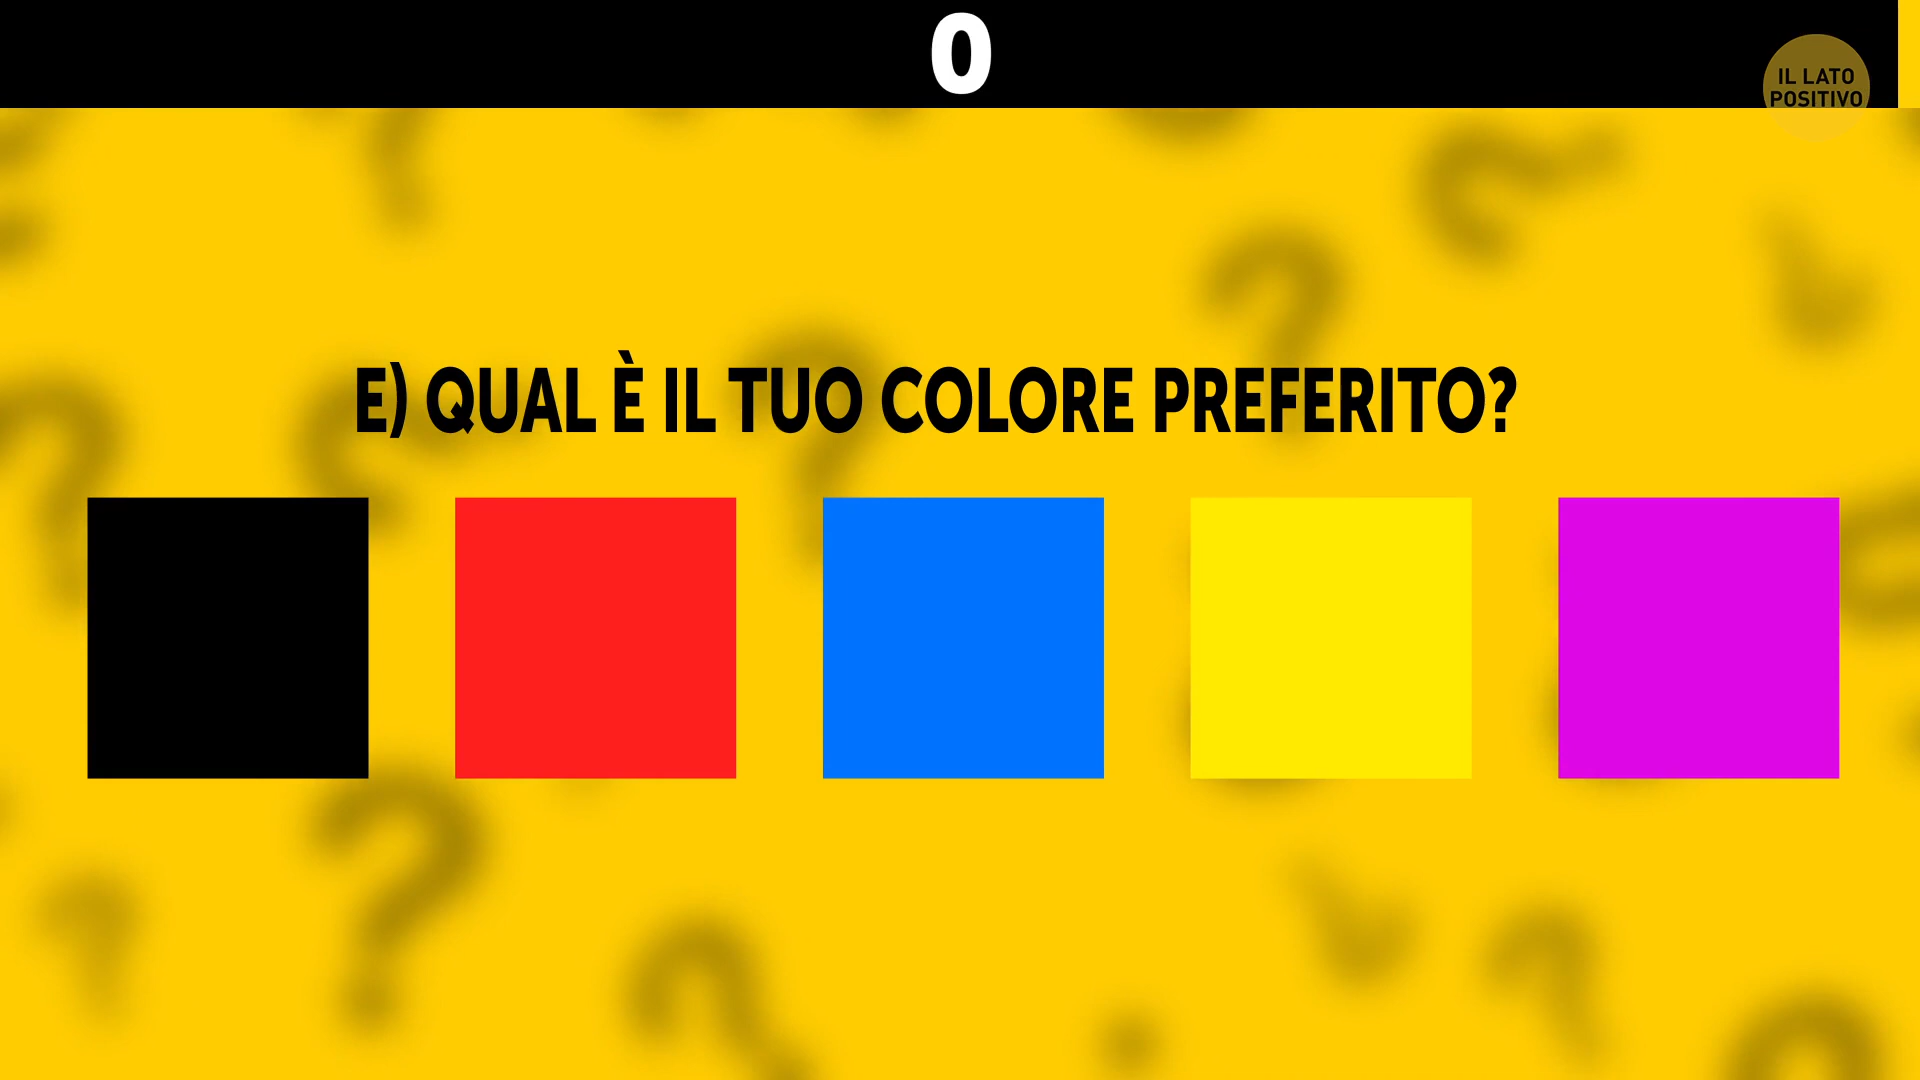 0
IL LATO
POSITIVO
E) QUAL È IL TUO COLORE PREFERITO?